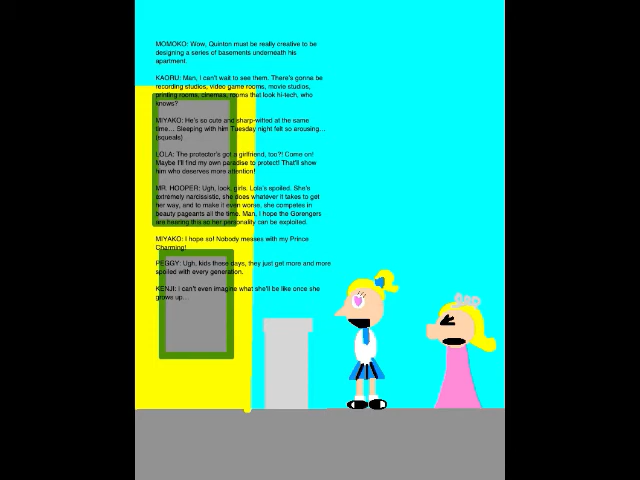 MOMOKO: Wow, Quinton must be really creative to be
designing a series of basements underneath his
apartment.
KAORU: Man, I can't wait to see them. There's gonne be
recording studios, video game rooms, movie studios,
printing rooms, cinemas, rooms that look hi-tech, who
knows?
MIYAKO: He's so cute and sharp-witted at the same
time... Sleeping with him Tuesday night felt so arousing...
(squeals)
LOLA: The protector's got a girlfriend, too?! Come on!
Maybe I'll find my own paradise to protect! That'll show
him who deserves more attention!
MR. HOOPER: Ugh, look, girls. Lola's spoiled. She's
extremely narcissistic, she does whatever it takes to get
her way, and to make it even worse, she competes in
beauty pageants all the time. Man, I hope the Gorengers
are hearing this so her personality can be exploited.
MIYAKO: I hope so! Nobody messes with my Prince
Charming!
PEGGY: Ugh, kids these days, they just get more and more
spoiled with every generation.
KENJI: I can't even imagine what she'll be like once she
grows up...